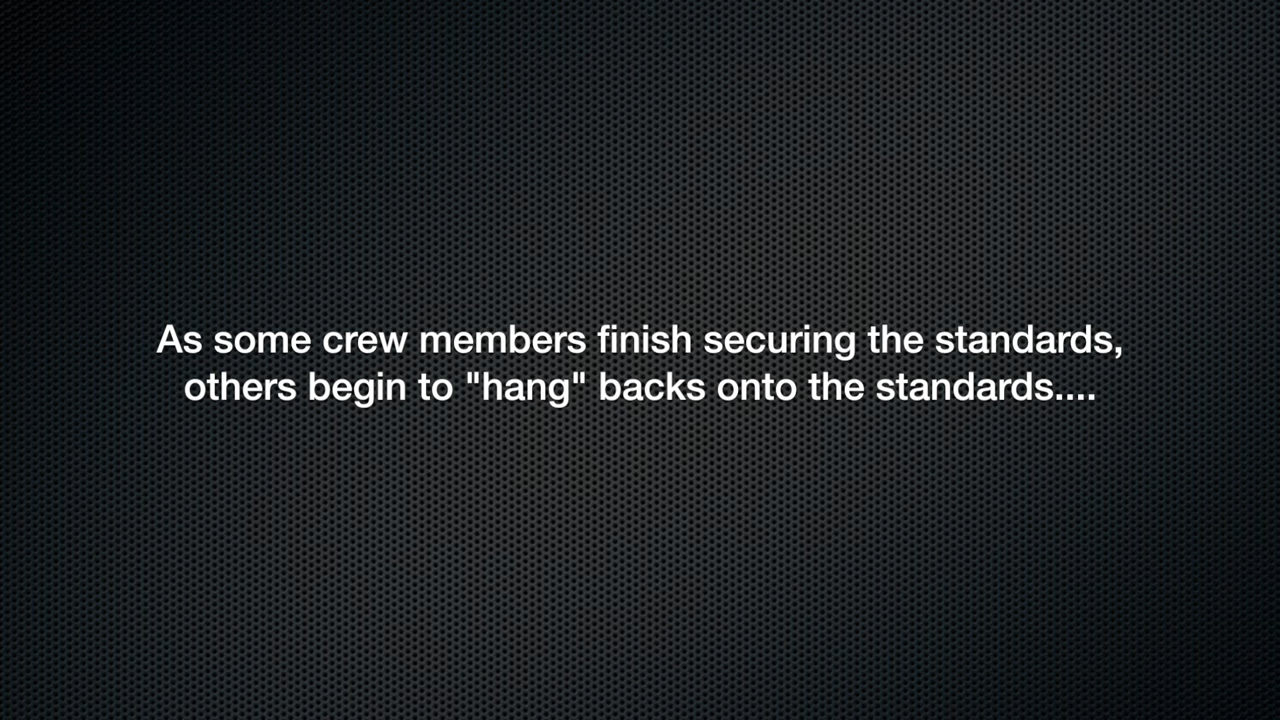 As some crew members finish securing the standards,
others begin to "hang" backs onto the standards....